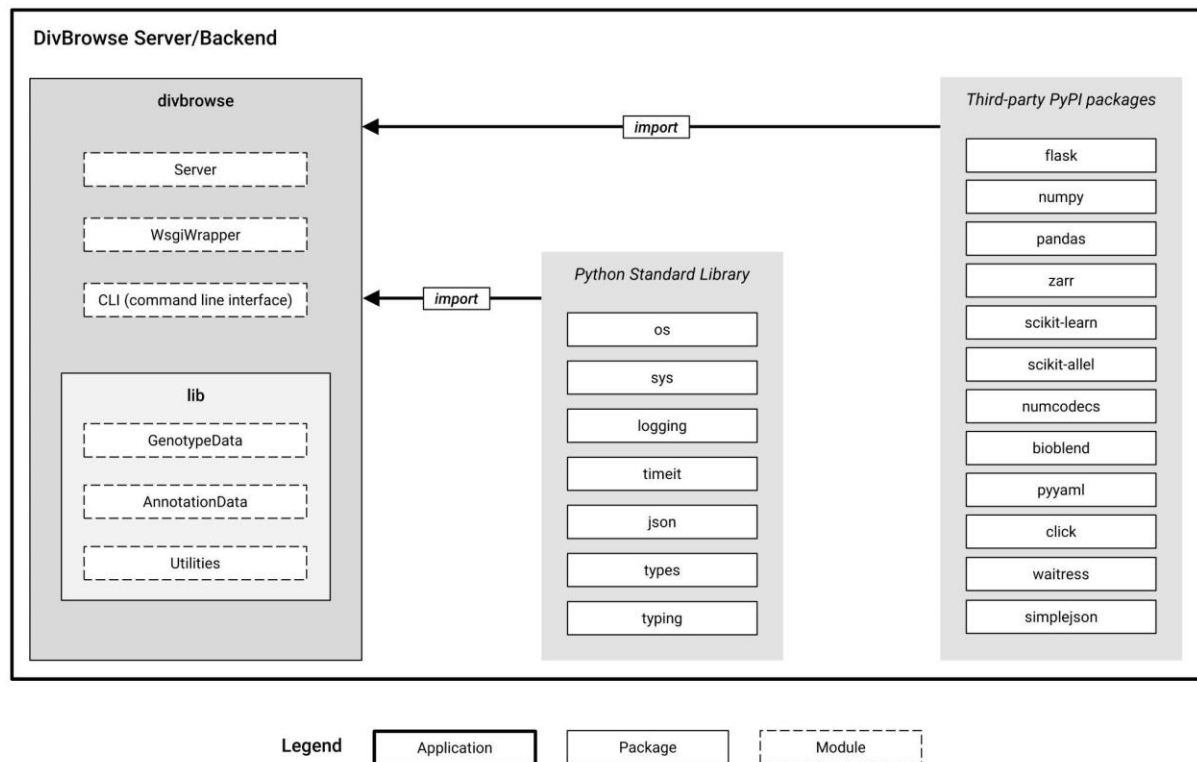 DivBrowse Server/Backend
divbrowse
Server
WsgiWrapper
CLI (command line interface)
lib
GenotypeData
AnnotationData
Utilities
import
import
Python Standard Library
os
sys
logging
timeit
json
types
typing
Third-party PyPI packages
flask
numpy
pandas
zarr
scikit-learn
scikit-allel
numcodecs
bioblend
pyyaml
click
waitress
simplejson
Legend
Application
Package
Module